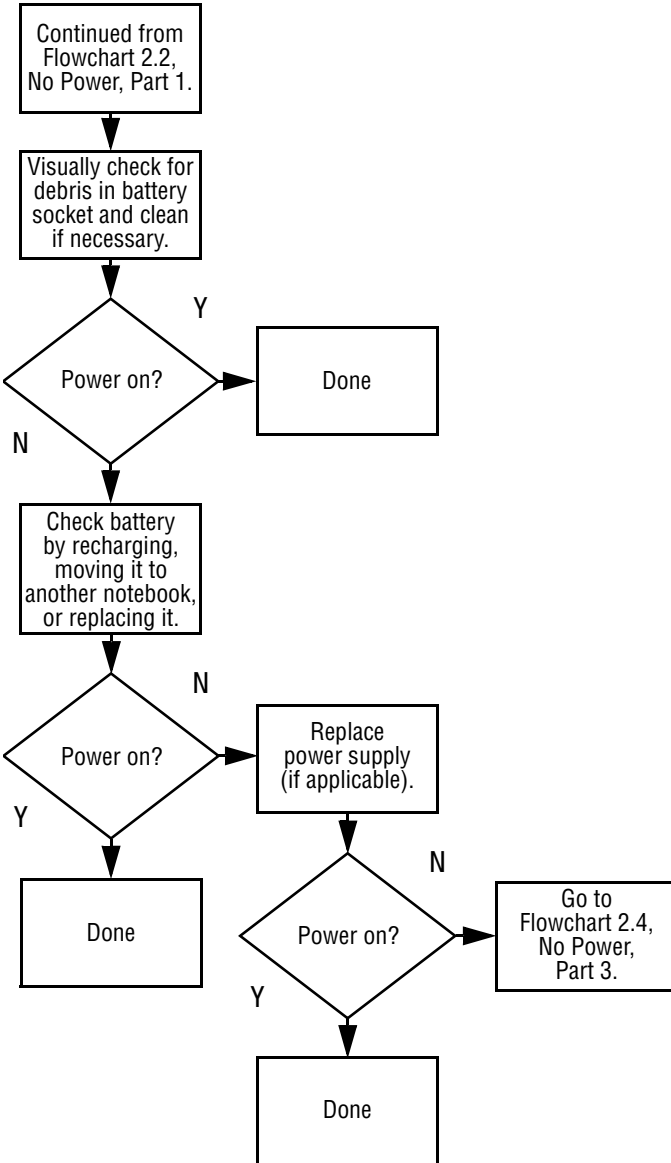 Continued from
Flowchart 2.2,
No Power, Part 1.
Visually check for
debris in battery
socket and clean
if necessary.
Y
Power on?
Done
N
Check battery
by recharging,
moving it to
another notebook,
or replacing it.
N
Power on?
Replace
power supply
(if applicable).
Y
Done
N
Power on?
Go to
Flowchart 2.4,
No Power,
Part 3.
Y
Done